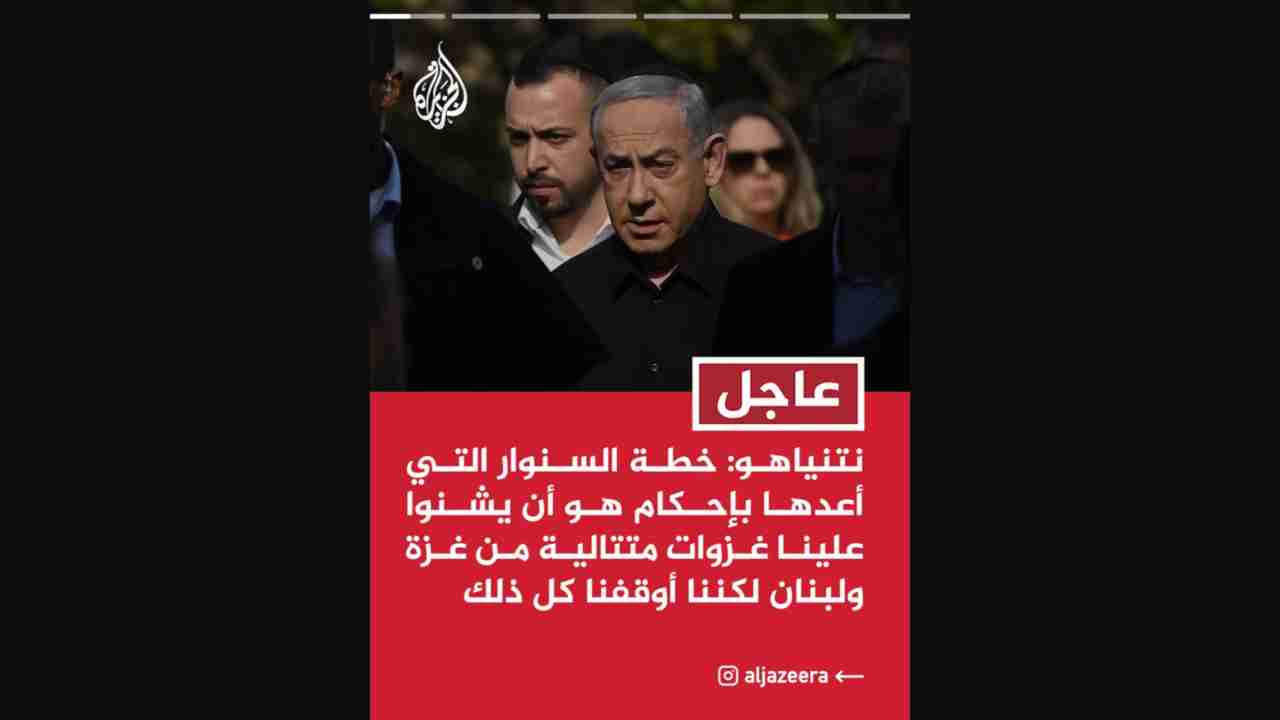 الجزيرة
عاجل
نتنياهو: خطة السنوار التي
أعدها بإحكام هو أن يشنوا
علينا غزوات متتالية من غزة
ولبنان لكننا أوقفنا كل ذلك
aljazeera